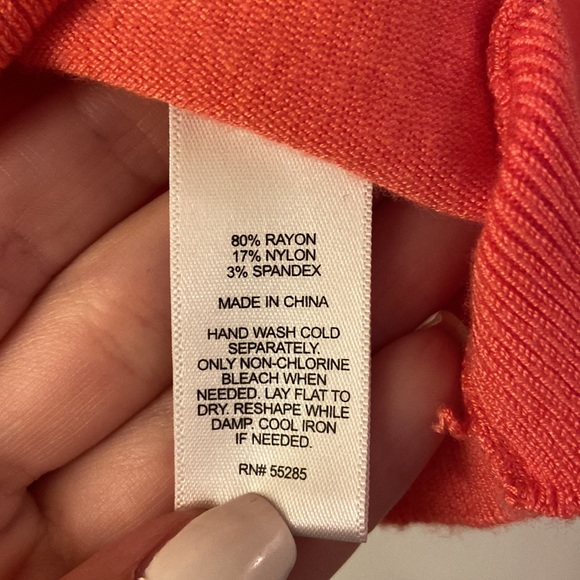 80% RAYON
17% NYLON
3% SPANDEX
MADE IN CHINA
HAND WASH COLD
SEPARATELY.
ONLY NON-CHLORINE
BLEACH WHEN
NEEDED. LAY FLAT TO
DRY. RESHAPE WHILE
DAMP. COOL IRON
IF NEEDED.
RN# 55285